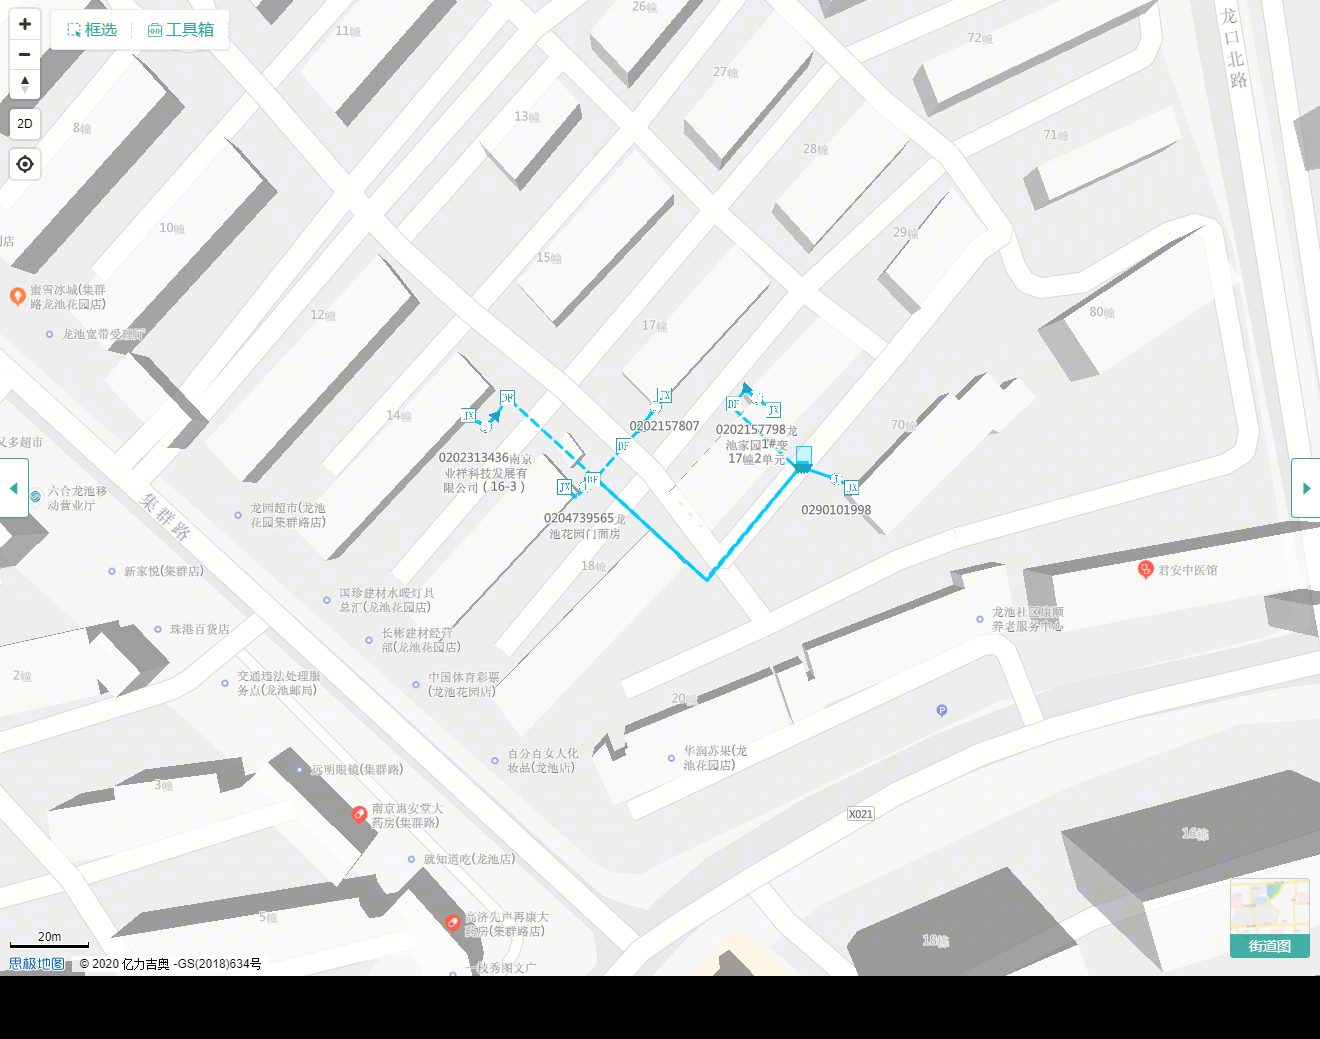 框选
工具箱
2D
11幢
26幢
27幢
72幢
龙口北路
71幢
8幢
13幢
28幢
10幢
15幢
29幢
蜜雪冰城(集群
路龙池花园店)
龙池宽带受理厅
12幢
17幢
80幢
14幢
DF
JX
JX
DF
JX
0202157807
DF
0202157798龙
池家园1#变
17幢2单元
70幢
0202313436南京
业祥科技发展有
限公司（16-3）
JX
DF
JX
0290101998
0204739565龙
池花园门面房
又多超市
六合龙池移
动营业厅
集群路
龙园超市(龙池
花园集群路店)
18幢
新家悦(集群店)
君安中医馆
国珍建材水暖灯具
总汇(龙池花园店)
龙池社区康顺
养老服务中心
珠港百货店
长彬建材经营
部(龙池花园店)
2幢
交通违法处理服
务点(龙池邮局)
中国体育彩票
(龙池花园店)
20幢
P
百分百女人化
妆品(龙池店)
华润苏果(龙
池花园店)
远明眼镜(集群路)
3幢
南京惠安堂大
药房(集群路)
X021
16栋
就知道吃(龙池店)
5幢
高济先声再康大
药房(集群路店)
18栋
一枝秀图文广
20m
思极地图
© 2020 亿力吉奥 -GS(2018)634号
街道图